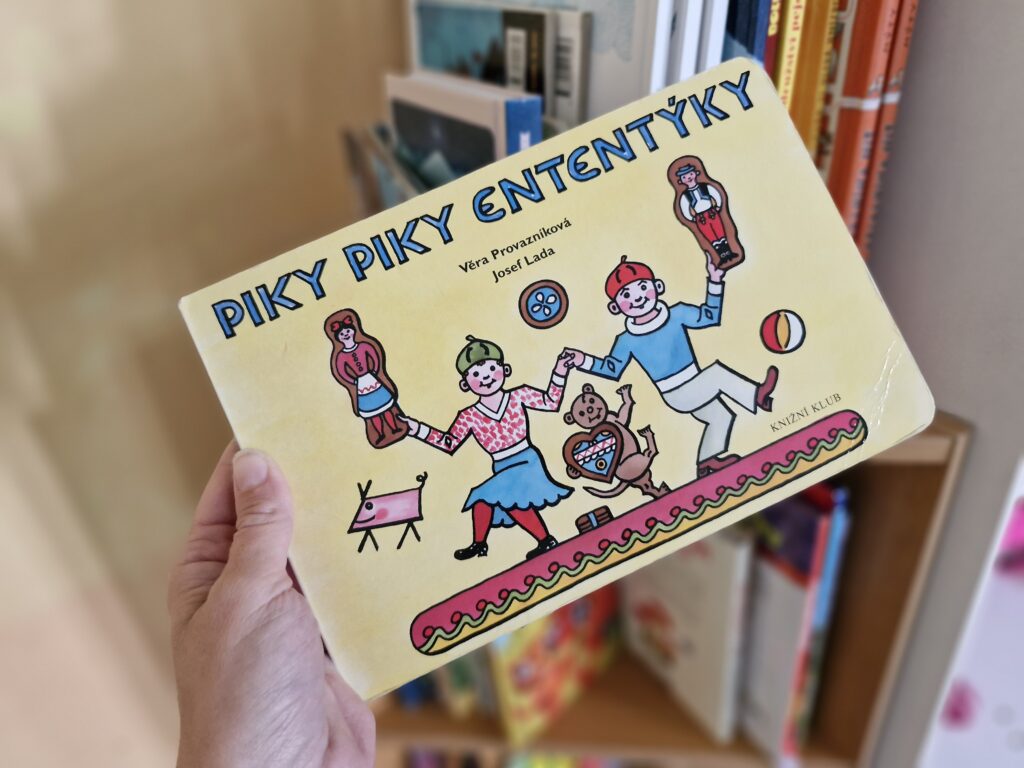 PIKY PIKY ENTENTÝKY
Věra Provazníková
Josef Lada
KNIŽNÍ KLUB